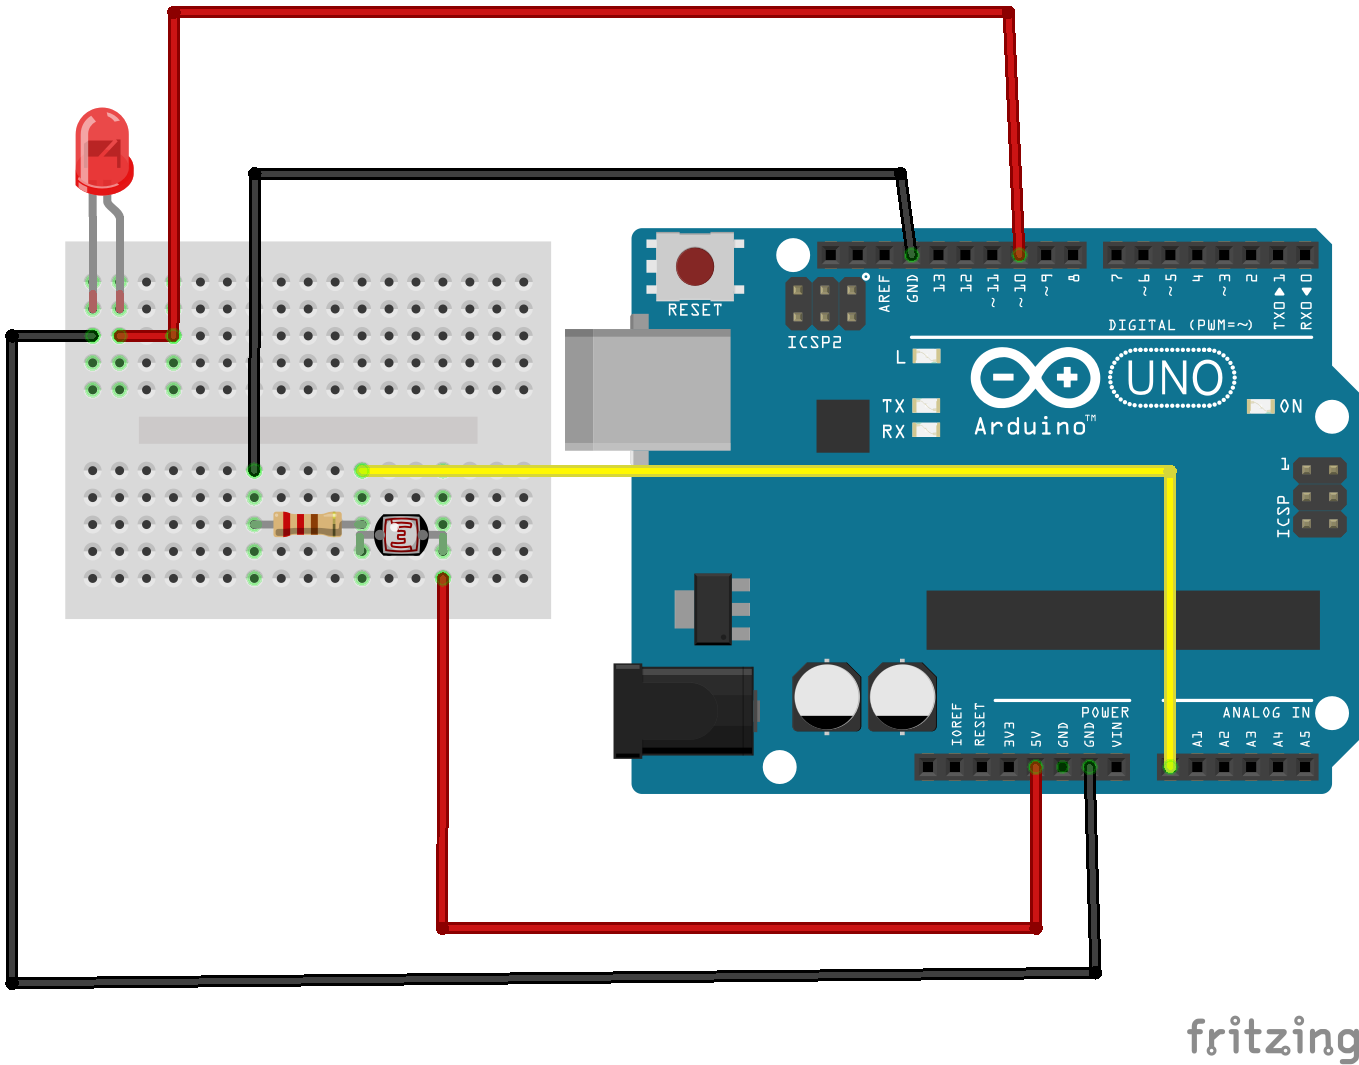 RESET
ICSP2
AREF
GND
13
12
~11
~10
~9
8
7
~6
~5
4
~3
2
TX0▶1
RX0◀0
DIGITAL (PWM=~)
L
TX
RX
UNO
Arduino™
ON
1
ICSP
IOREF
RESET
3V3
5V
GND
GND
VIN
POWER
ANALOG IN
A1
A2
A3
A4
A5
fritzing